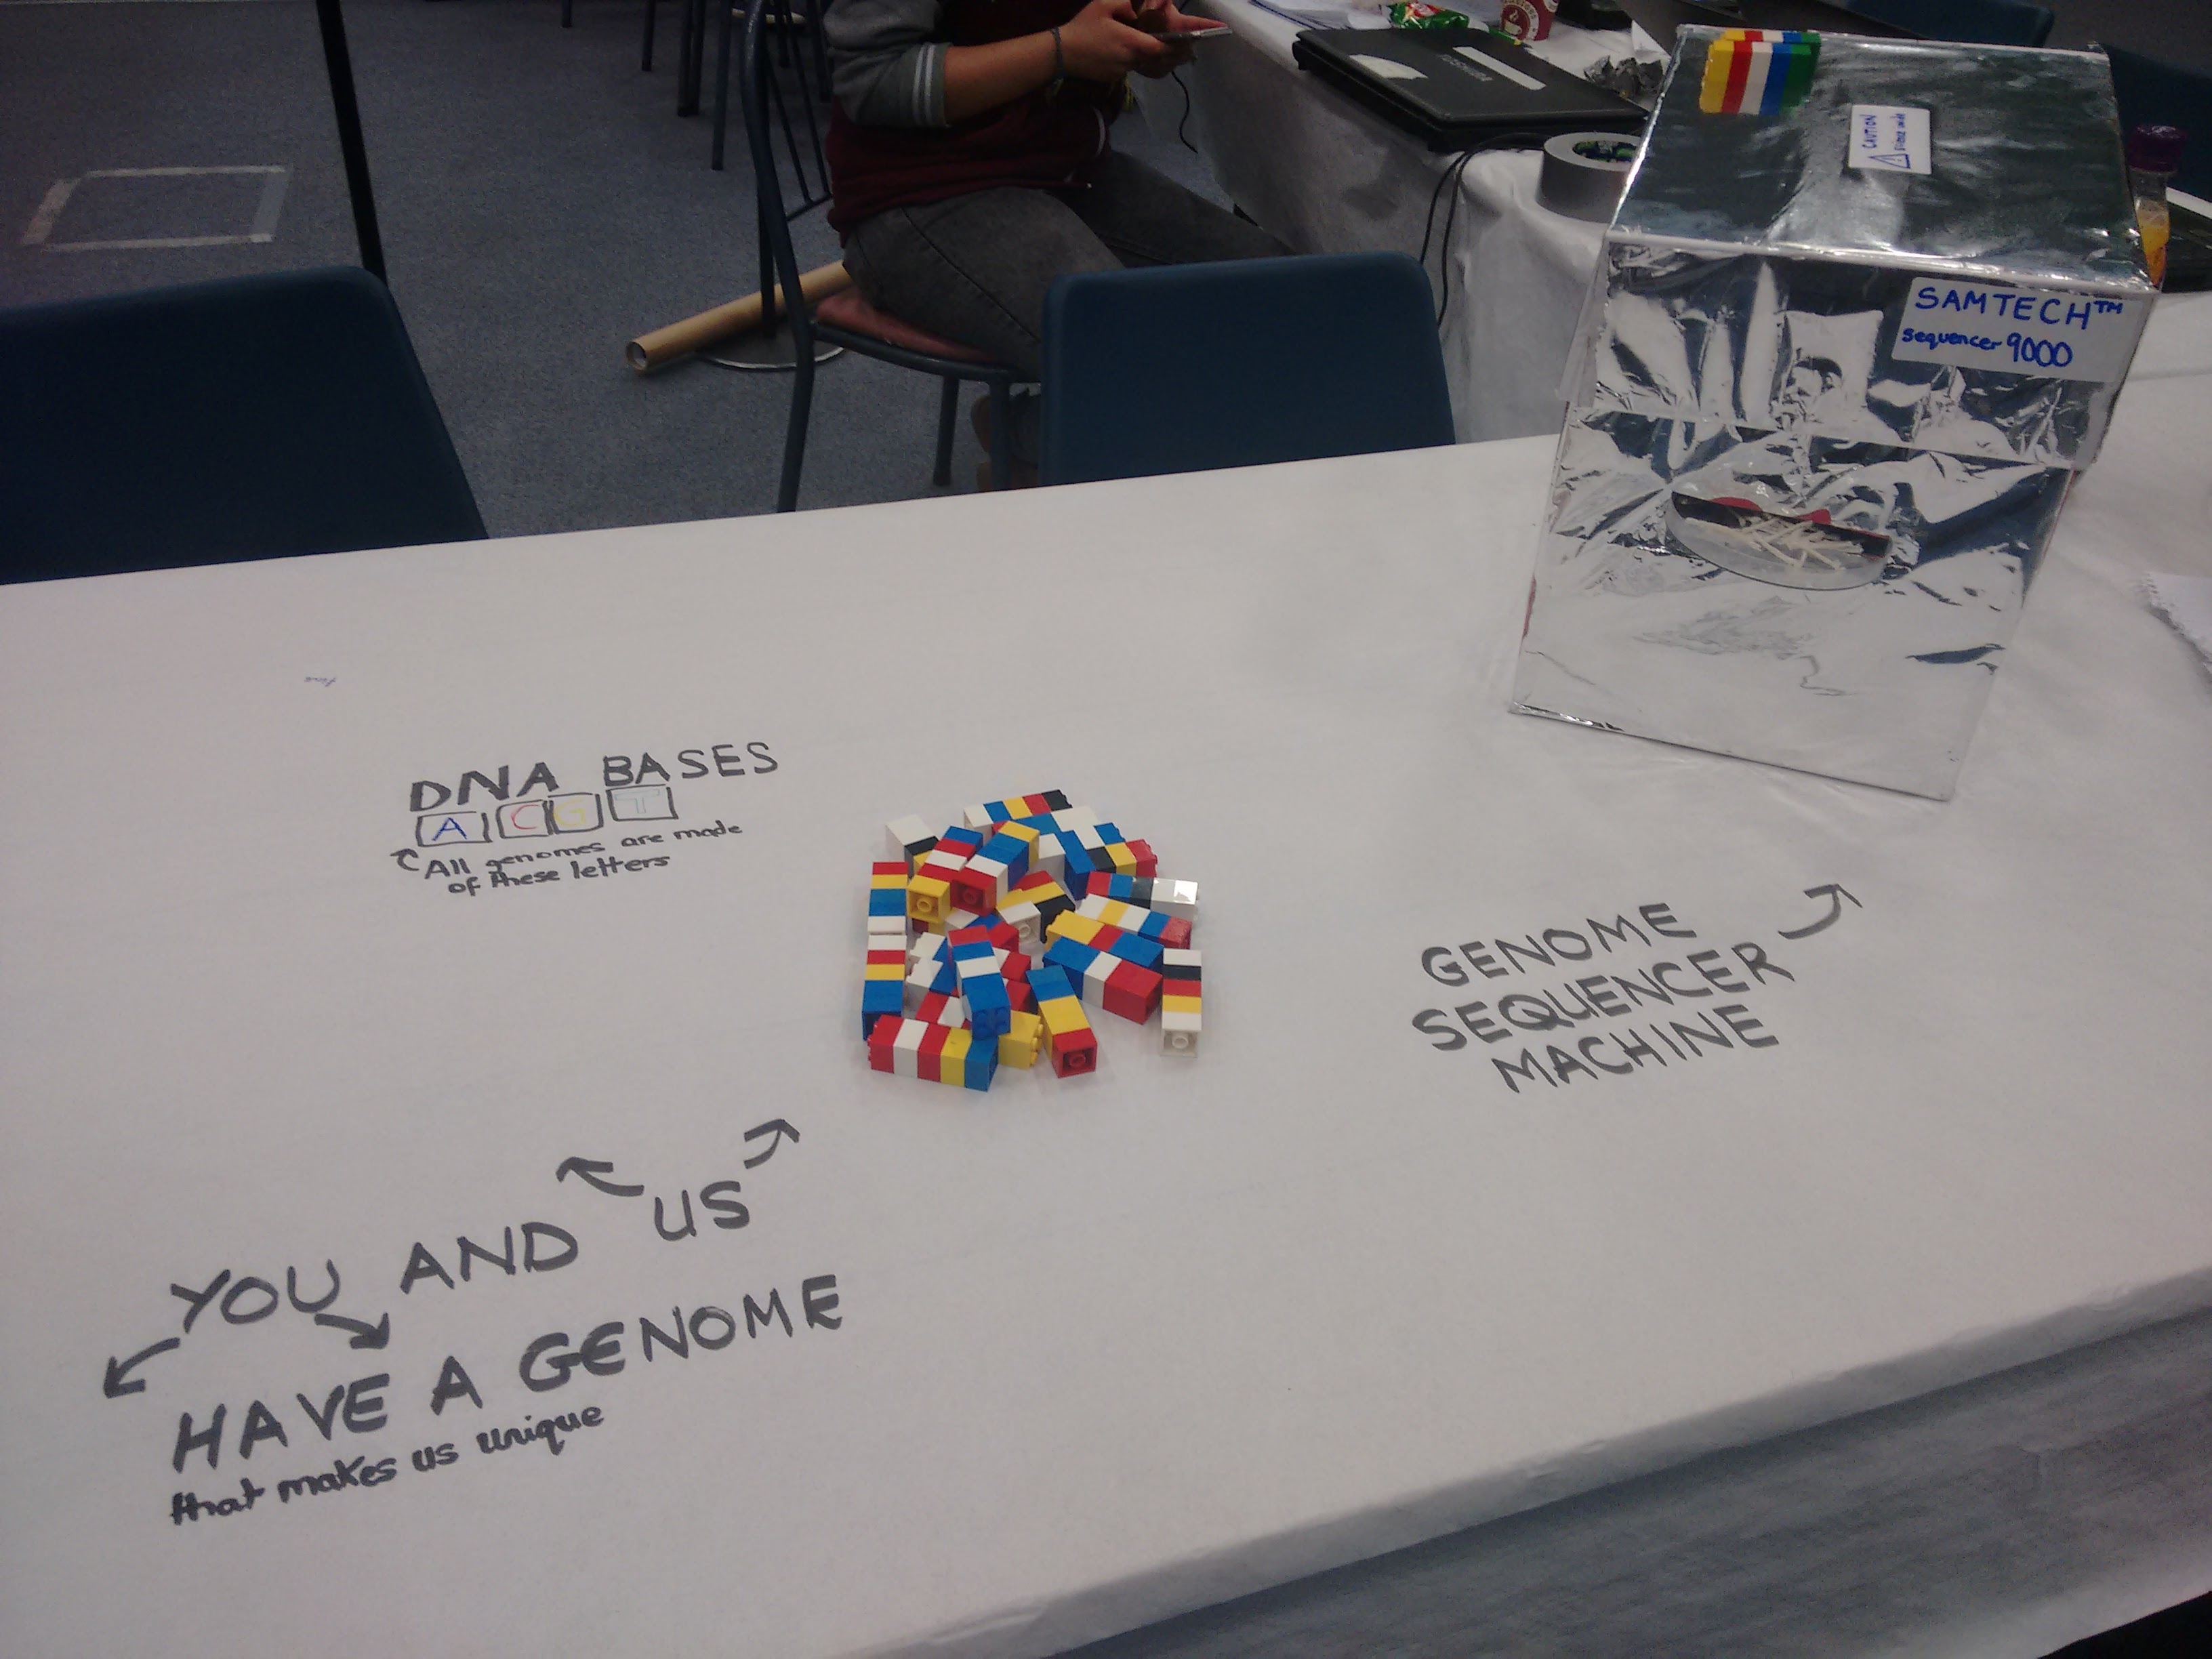 CAUTION
SAMTECH™
sequencer 9000
TOSHIBA
DNA BASES
A C G T
All genomes are made
of these letters
GENOME
SEQUENCER
MACHINE
YOU AND US
HAVE A GENOME
that makes us unique